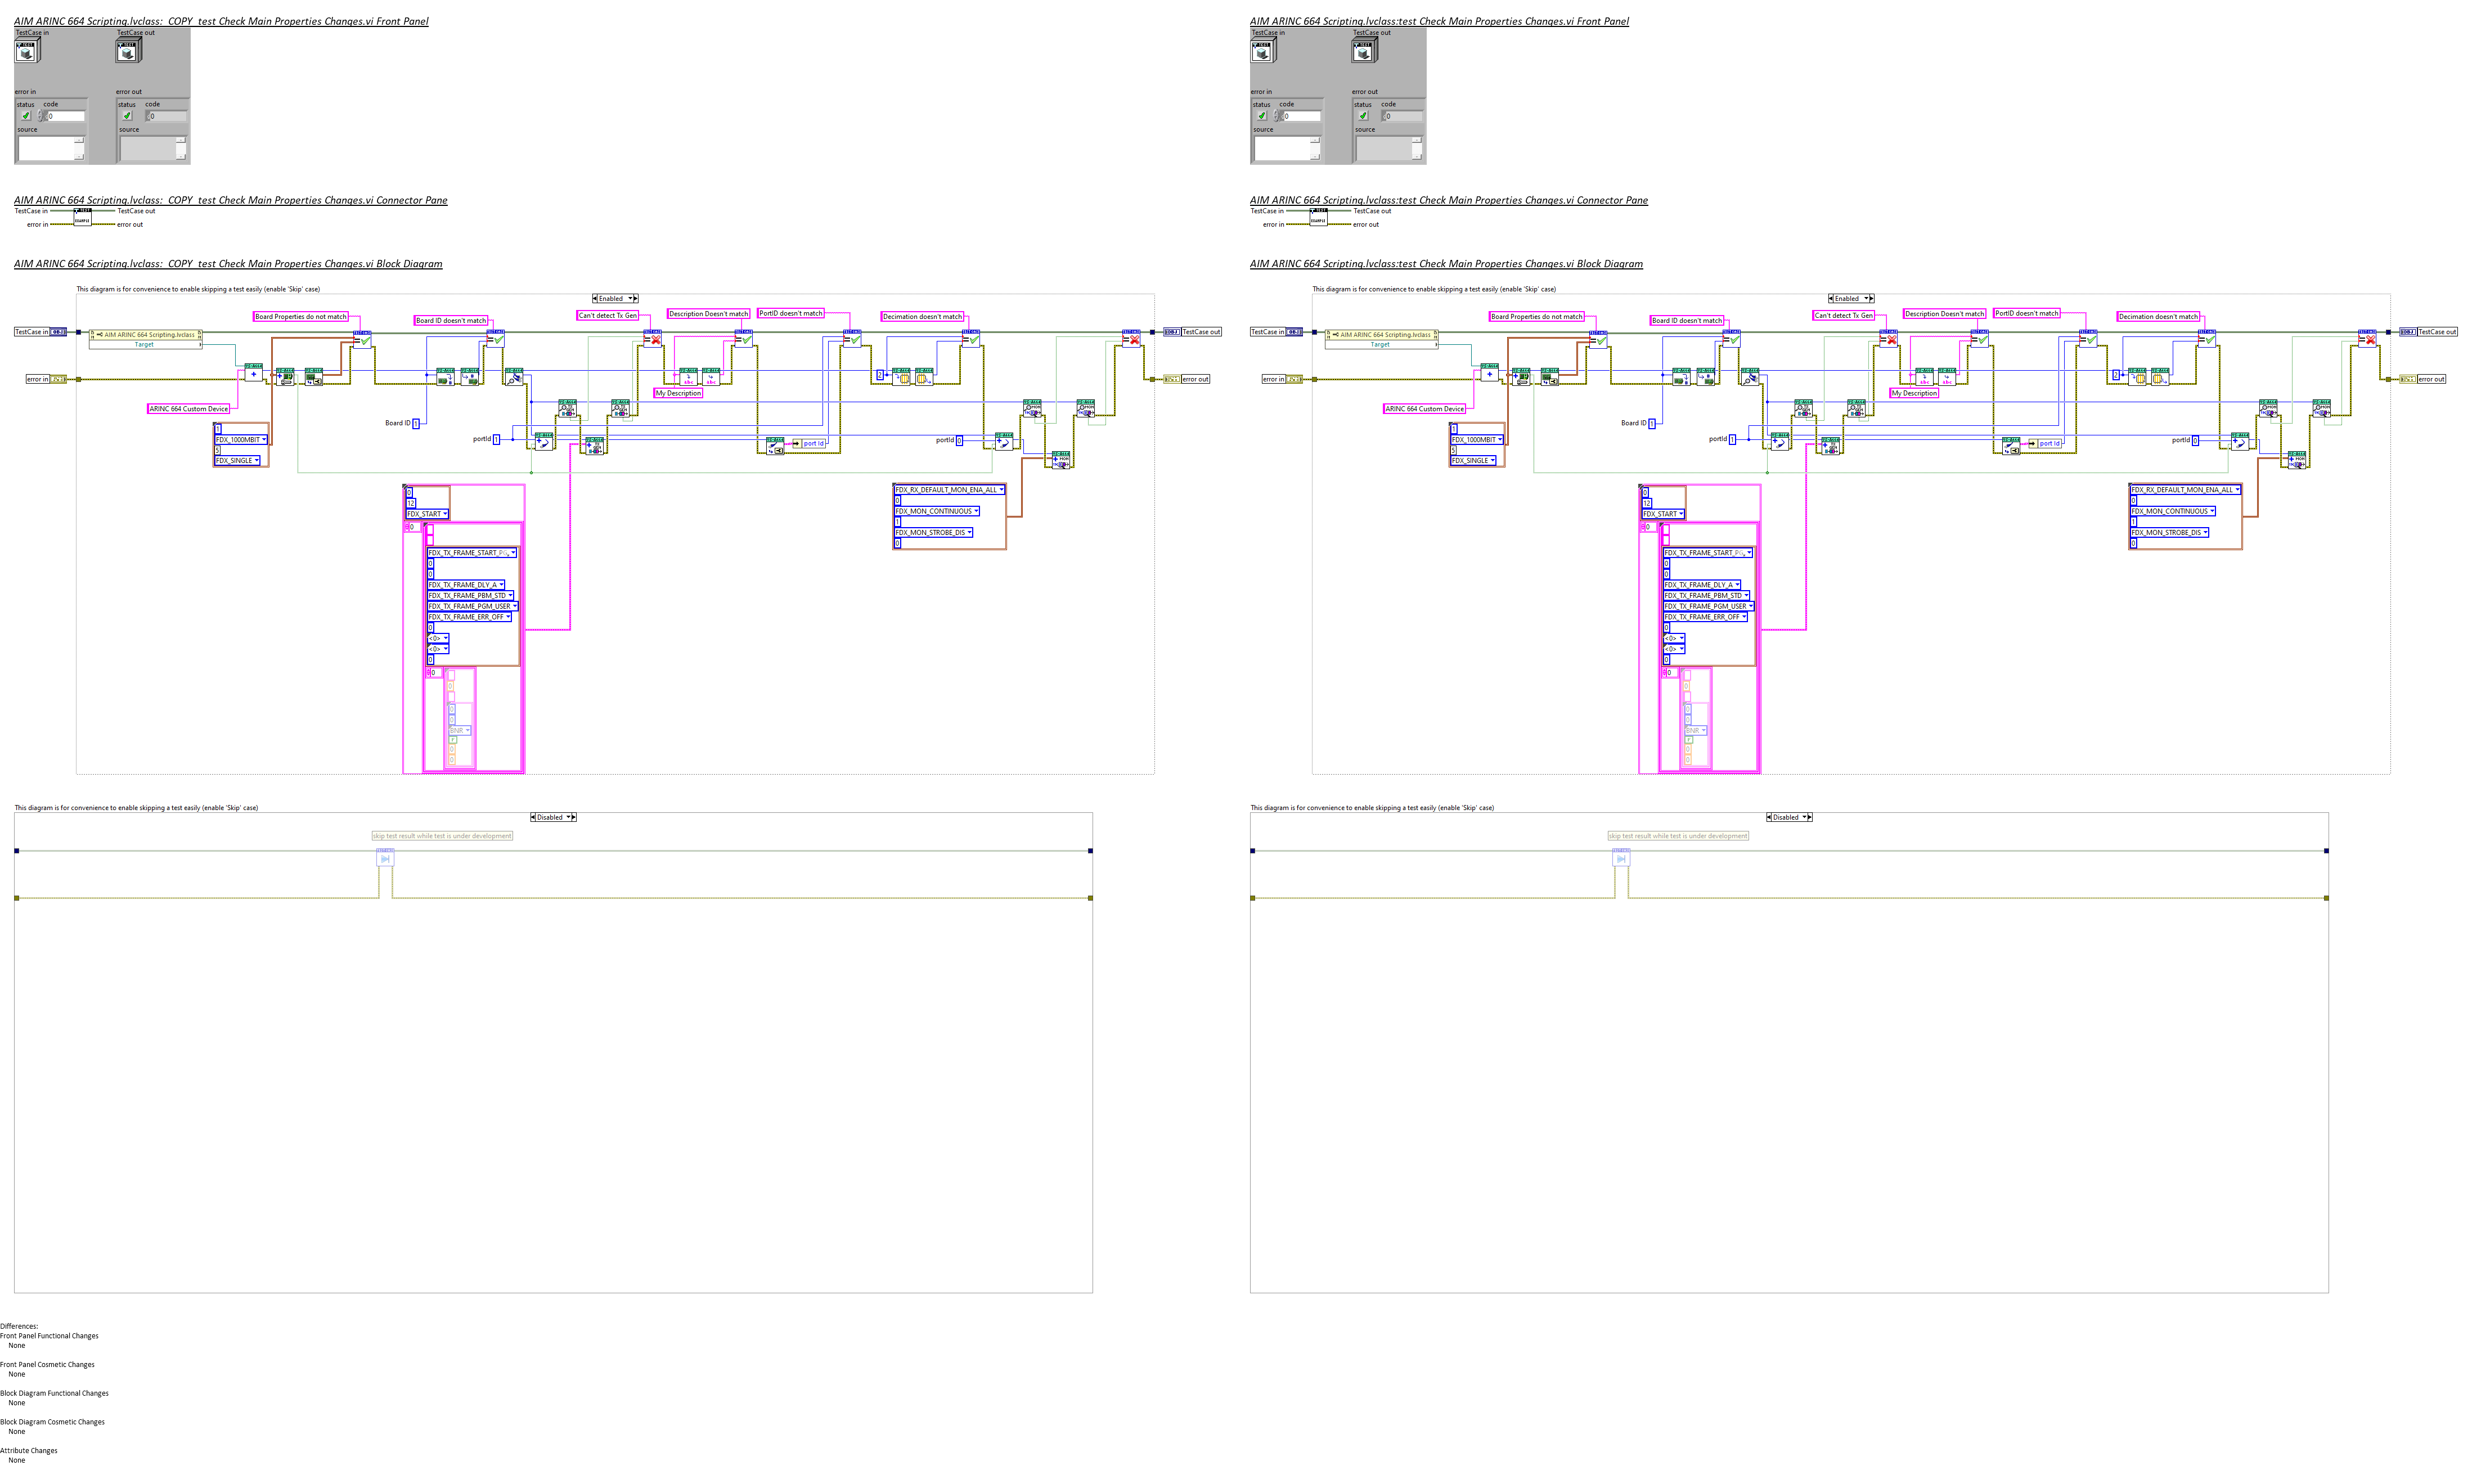 AIM ARINC 664 Scripting.lvclass:_COPY_test Check Main Properties Changes.vi Front Panel
TestCase in
TestCase out
error in
error out
status code
0
source
status code
0
source
AIM ARINC 664 Scripting.lvclass:_COPY_test Check Main Properties Changes.vi Connector Pane
TestCase in
TestCase out
error in
error out
AIM ARINC 664 Scripting.lvclass:_COPY_test Check Main Properties Changes.vi Block Diagram
This diagram is for convenience to enable skipping a test easily (enable 'Skip' case)
Enabled
Board Properties do not match
Board ID doesn't match
Can't detect Tx Gen
Description Doesn't match
PortID doesn't match
Decimation doesn't match
TestCase in
AIM ARINC 664 Scripting.lvclass
Target
TestCase out
error in
2
error out
My Description
ARINC 664 Custom Device
Board ID 1
1
FDX_1000MBIT
5
FDX_SINGLE
portId 1
port Id
portId 0
0
12
FDX_START
0
FDX_TX_FRAME_START_PG_
0
0
FDX_TX_FRAME_DLY_A
FDX_TX_FRAME_PBM_STD
FDX_TX_FRAME_PGM_USER
FDX_TX_FRAME_ERR_OFF
0
<0>
<0>
0
0
0
0
0
BNR
F
0
0
FDX_RX_DEFAULT_MON_ENA_ALL
0
FDX_MON_CONTINUOUS
1
FDX_MON_STROBE_DIS
0
This diagram is for convenience to enable skipping a test easily (enable 'Skip' case)
Disabled
skip test result while test is under development
AIM ARINC 664 Scripting.lvclass:test Check Main Properties Changes.vi Front Panel
TestCase in
TestCase out
error in
error out
status code
0
source
status code
0
source
AIM ARINC 664 Scripting.lvclass:test Check Main Properties Changes.vi Connector Pane
TestCase in
TestCase out
error in
error out
AIM ARINC 664 Scripting.lvclass:test Check Main Properties Changes.vi Block Diagram
This diagram is for convenience to enable skipping a test easily (enable 'Skip' case)
Enabled
Board Properties do not match
Board ID doesn't match
Can't detect Tx Gen
Description Doesn't match
PortID doesn't match
Decimation doesn't match
TestCase in
AIM ARINC 664 Scripting.lvclass
Target
TestCase out
error in
2
error out
My Description
ARINC 664 Custom Device
Board ID 1
1
FDX_1000MBIT
5
FDX_SINGLE
portId 1
port Id
portId 0
0
12
FDX_START
0
FDX_TX_FRAME_START_PG_
0
0
FDX_TX_FRAME_DLY_A
FDX_TX_FRAME_PBM_STD
FDX_TX_FRAME_PGM_USER
FDX_TX_FRAME_ERR_OFF
0
<0>
<0>
0
0
0
0
0
BNR
F
0
0
FDX_RX_DEFAULT_MON_ENA_ALL
0
FDX_MON_CONTINUOUS
1
FDX_MON_STROBE_DIS
0
This diagram is for convenience to enable skipping a test easily (enable 'Skip' case)
Disabled
skip test result while test is under development
Differences:
Front Panel Functional Changes
None
Front Panel Cosmetic Changes
None
Block Diagram Functional Changes
None
Block Diagram Cosmetic Changes
None
Attribute Changes
None